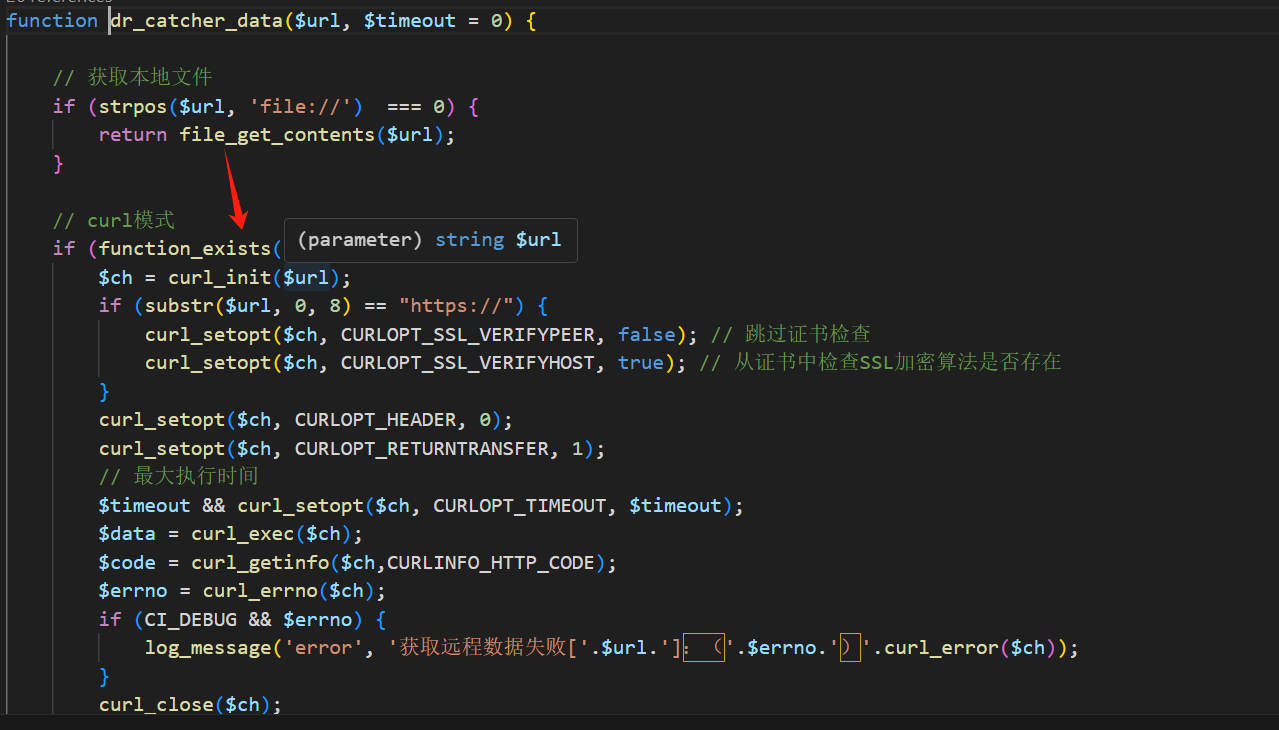 function dr_catcher_data($url, $timeout = 0) {
// 获取本地文件
if (strpos($url, 'file://')  === 0) {
return file_get_contents($url);
}
// curl模式
if (function_exists(
(parameter) string $url
$ch = curl_init($url);
if (substr($url, 0, 8) == "https://") {
curl_setopt($ch, CURLOPT_SSL_VERIFYPEER, false); // 跳过证书检查
curl_setopt($ch, CURLOPT_SSL_VERIFYHOST, true); // 从证书中检查SSL加密算法是否存在
}
curl_setopt($ch, CURLOPT_HEADER, 0);
curl_setopt($ch, CURLOPT_RETURNTRANSFER, 1);
// 最大执行时间
$timeout && curl_setopt($ch, CURLOPT_TIMEOUT, $timeout);
$data = curl_exec($ch);
$code = curl_getinfo($ch,CURLINFO_HTTP_CODE);
$errno = curl_errno($ch);
if (CI_DEBUG && $errno) {
log_message('error', '获取远程数据失败['.$url.']：（'.$errno.'）'.curl_error($ch));
}
curl_close($ch);